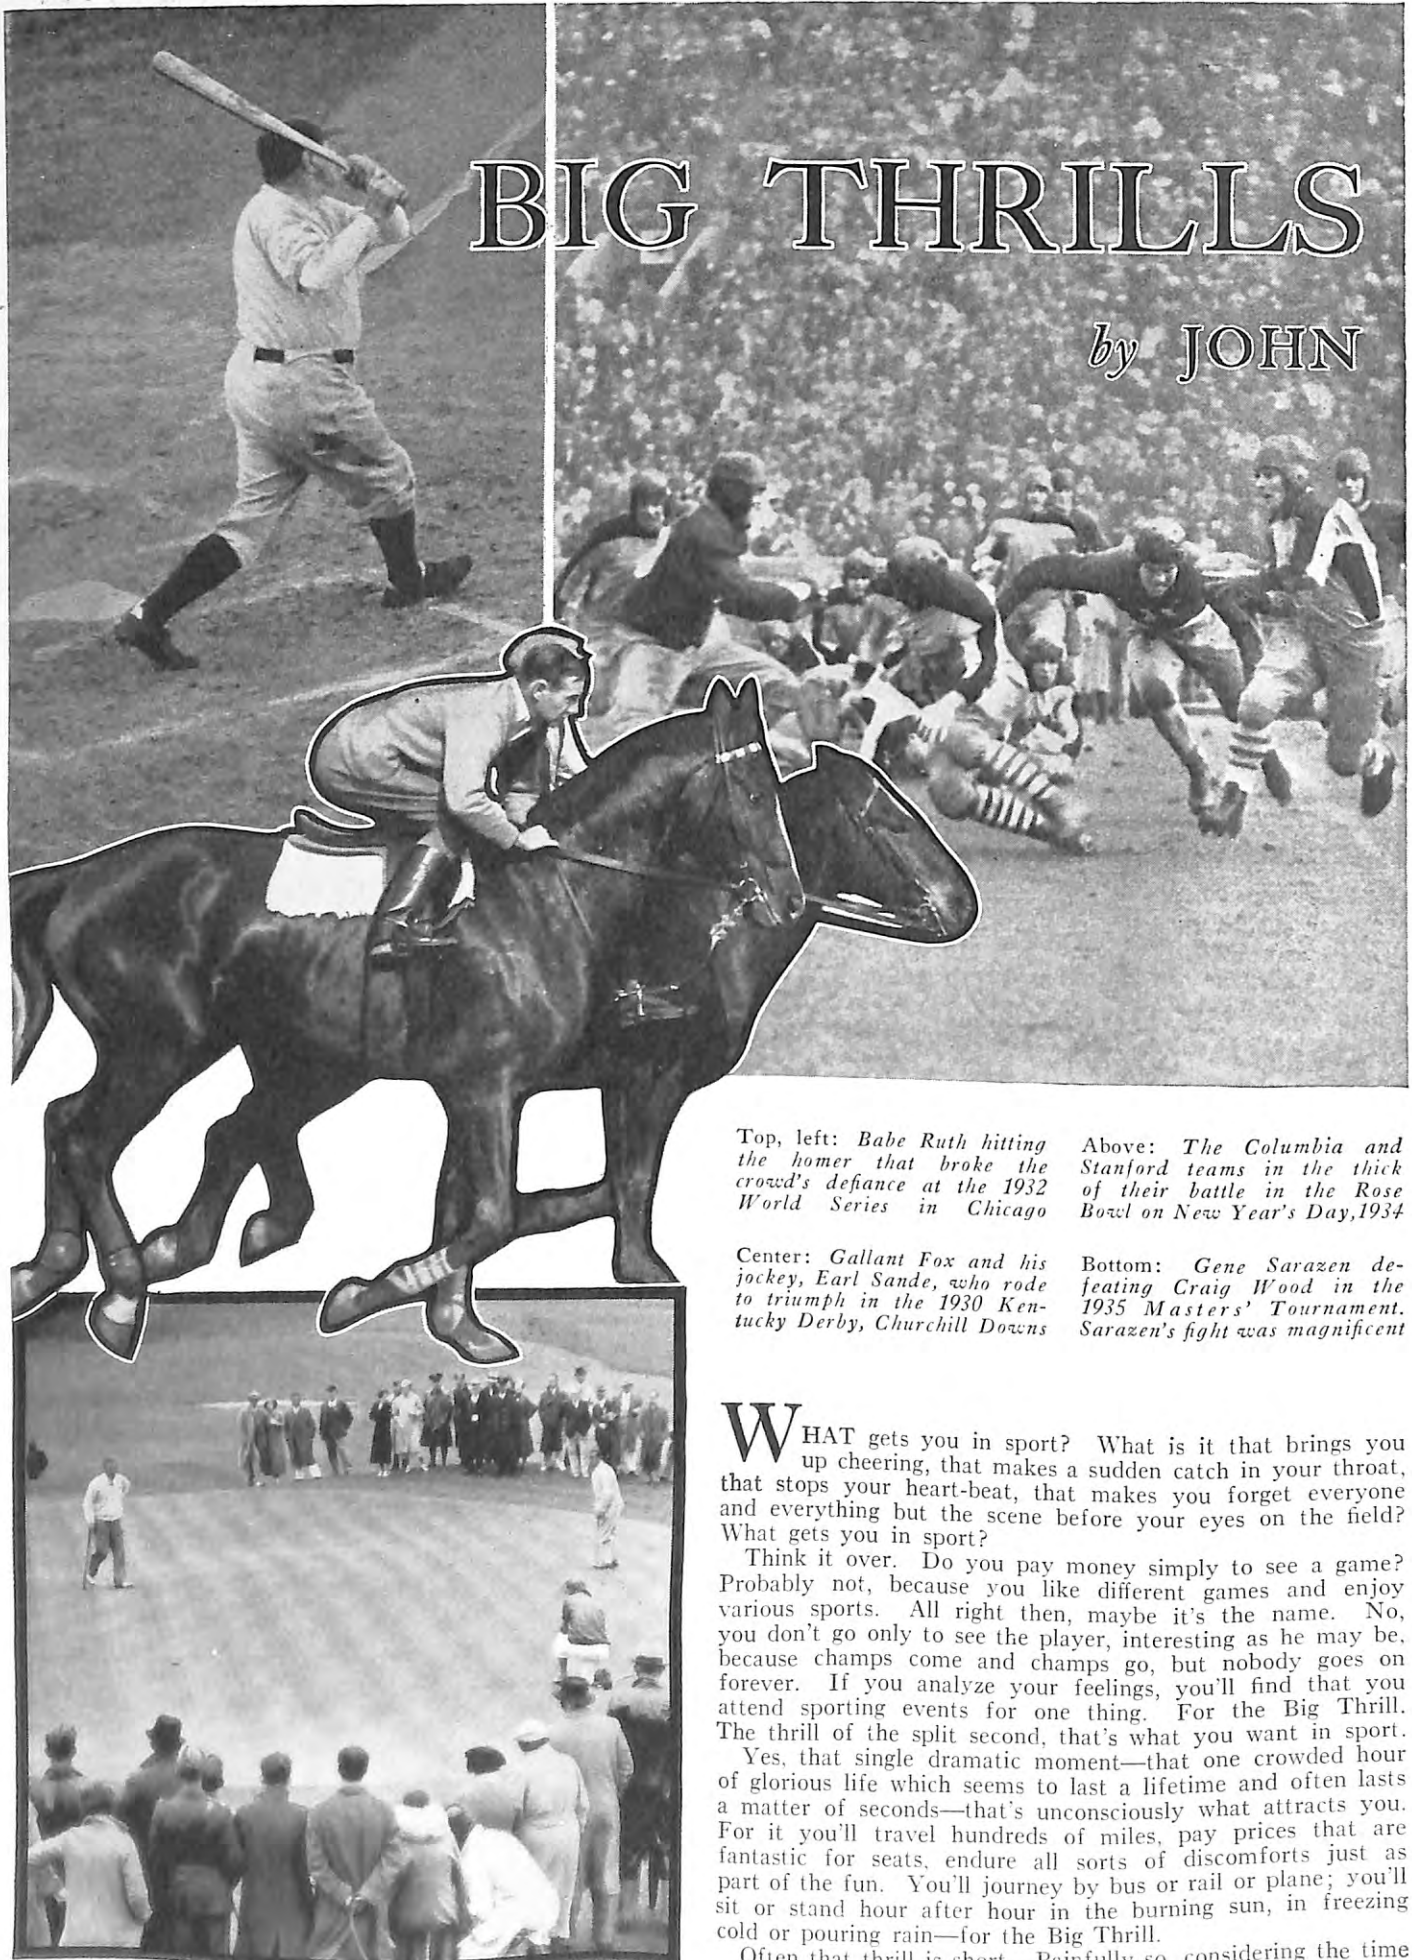 BIG THRILLS
by JOHN
Top, left: Babe Ruth hitting
the homer that broke the
crowd's defiance at the 1932
World Series in Chicago
Above: The Columbia and
Stanford teams in the thick
of their battle in the Rose
Bowl on New Year's Day, 1934
Center: Gallant Fox and his
jockey, Earl Sande, who rode
to triumph in the 1930 Ken-
tucky Derby, Churchill Downs
Bottom: Gene Sarazen de-
feating Craig Wood in the
1935 Masters' Tournament.
Sarazen's fight was magnificent
WHAT gets you in sport? What is it that brings you
up cheering, that makes a sudden catch in your throat,
that stops your heart-beat, that makes you forget everyone
and everything but the scene before your eyes on the field?
What gets you in sport?
Think it over. Do you pay money simply to see a game?
Probably not, because you like different games and enjoy
various sports. All right then, maybe it's the name. No,
you don't go only to see the player, interesting as he may be,
because champs come and champs go, but nobody goes on
forever. If you analyze your feelings, you'll find that you
attend sporting events for one thing. For the Big Thrill.
The thrill of the split second, that's what you want in sport.
Yes, that single dramatic moment—that one crowded hour
of glorious life which seems to last a lifetime and often lasts
a matter of seconds—that's unconsciously what attracts you.
For it you'll travel hundreds of miles, pay prices that are
fantastic for seats, endure all sorts of discomforts just as
part of the fun. You'll journey by bus or rail or plane; you'll
sit or stand hour after hour in the burning sun, in freezing
cold or pouring rain—for the Big Thrill.
Often that thrill is short. Painfully so, considering the time